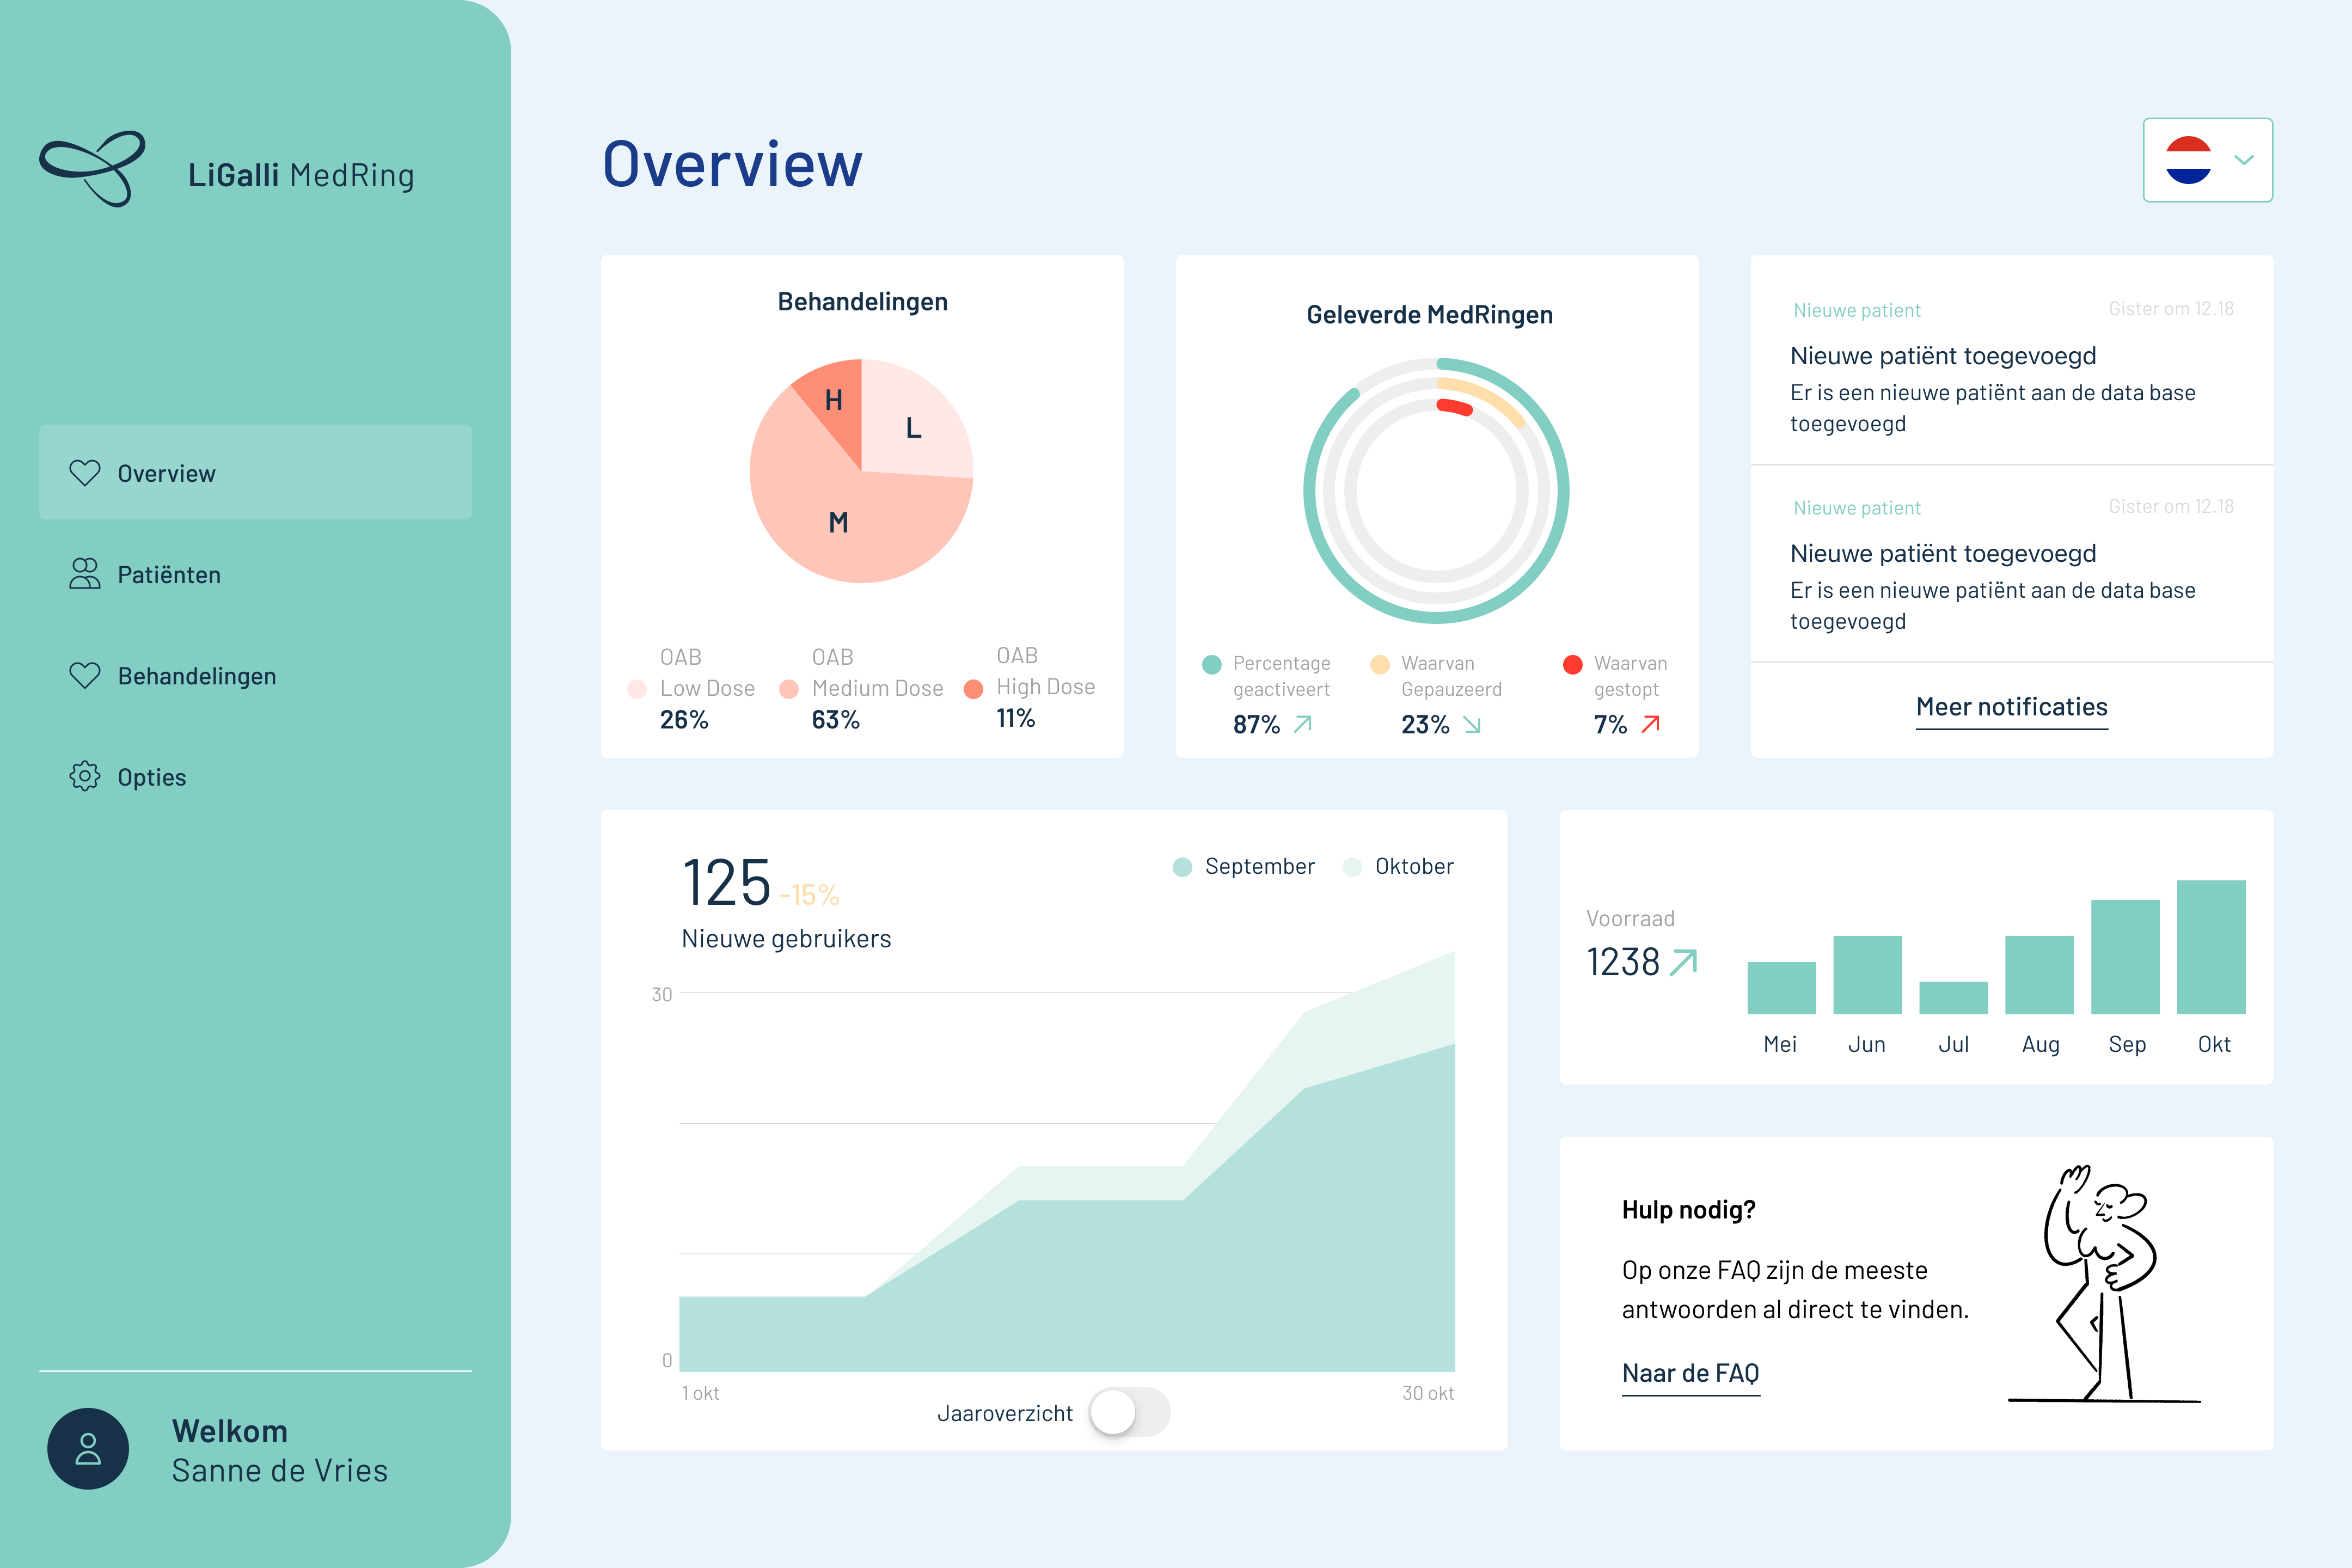 LiGalli MedRing
Overview
Patiënten
Behandelingen
Opties
Welkom
Sanne de Vries
Overview
Behandelingen
H
L
M
OAB
Low Dose
26%
OAB
Medium Dose
63%
OAB
High Dose
11%
Geleverde MedRingen
Percentage
geactiveert
87%
Waarvan
Gepauzeerd
23%
Waarvan
gestopt
7%
Nieuwe patient
Gister om 12.18
Nieuwe patiënt toegevoegd
Er is een nieuwe patiënt aan de data base
toegevoegd
Nieuwe patient
Gister om 12.18
Nieuwe patiënt toegevoegd
Er is een nieuwe patiënt aan de data base
toegevoegd
Meer notificaties
125 -15%
Nieuwe gebruikers
September
Oktober
30
0
1 okt
30 okt
Jaaroverzicht
Voorraad
1238
Mei Jun Jul Aug Sep Okt
Hulp nodig?
Op onze FAQ zijn de meeste
antwoorden al direct te vinden.
Naar de FAQ